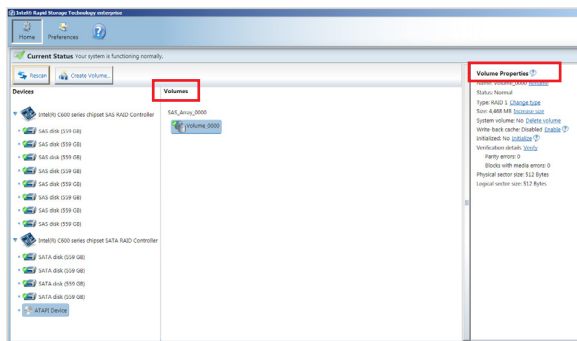 Intel® Rapid Storage Technology enterprise
Home
Preferences
Current Status Your system is functioning normally.
Rescan
Create Volume...
Devices
Intel(R) C600 series chipset SAS RAID Controller
SAS disk (559 GB)
SAS disk (559 GB)
SAS disk (559 GB)
SAS disk (559 GB)
SAS disk (559 GB)
SAS disk (559 GB)
SAS disk (559 GB)
SAS disk (559 GB)
Intel(R) C600 series chipset SATA RAID Controller
SATA disk (559 GB)
SATA disk (559 GB)
SATA disk (559 GB)
SATA disk (559 GB)
ATAPI Device
Volumes
SAS_Array_0000
Volume_0000
Volume Properties
Name: Volume_0000 Rename
Status: Normal
Type: RAID 1 Change type
Size: 4,468 MB Increase size
System volume: No Delete volume
Write-back cache: Disabled Enable
Initialized: No Initialize
Verification details Verify
Parity errors: 0
Blocks with media errors: 0
Physical sector size: 512 Bytes
Logical sector size: 512 Bytes